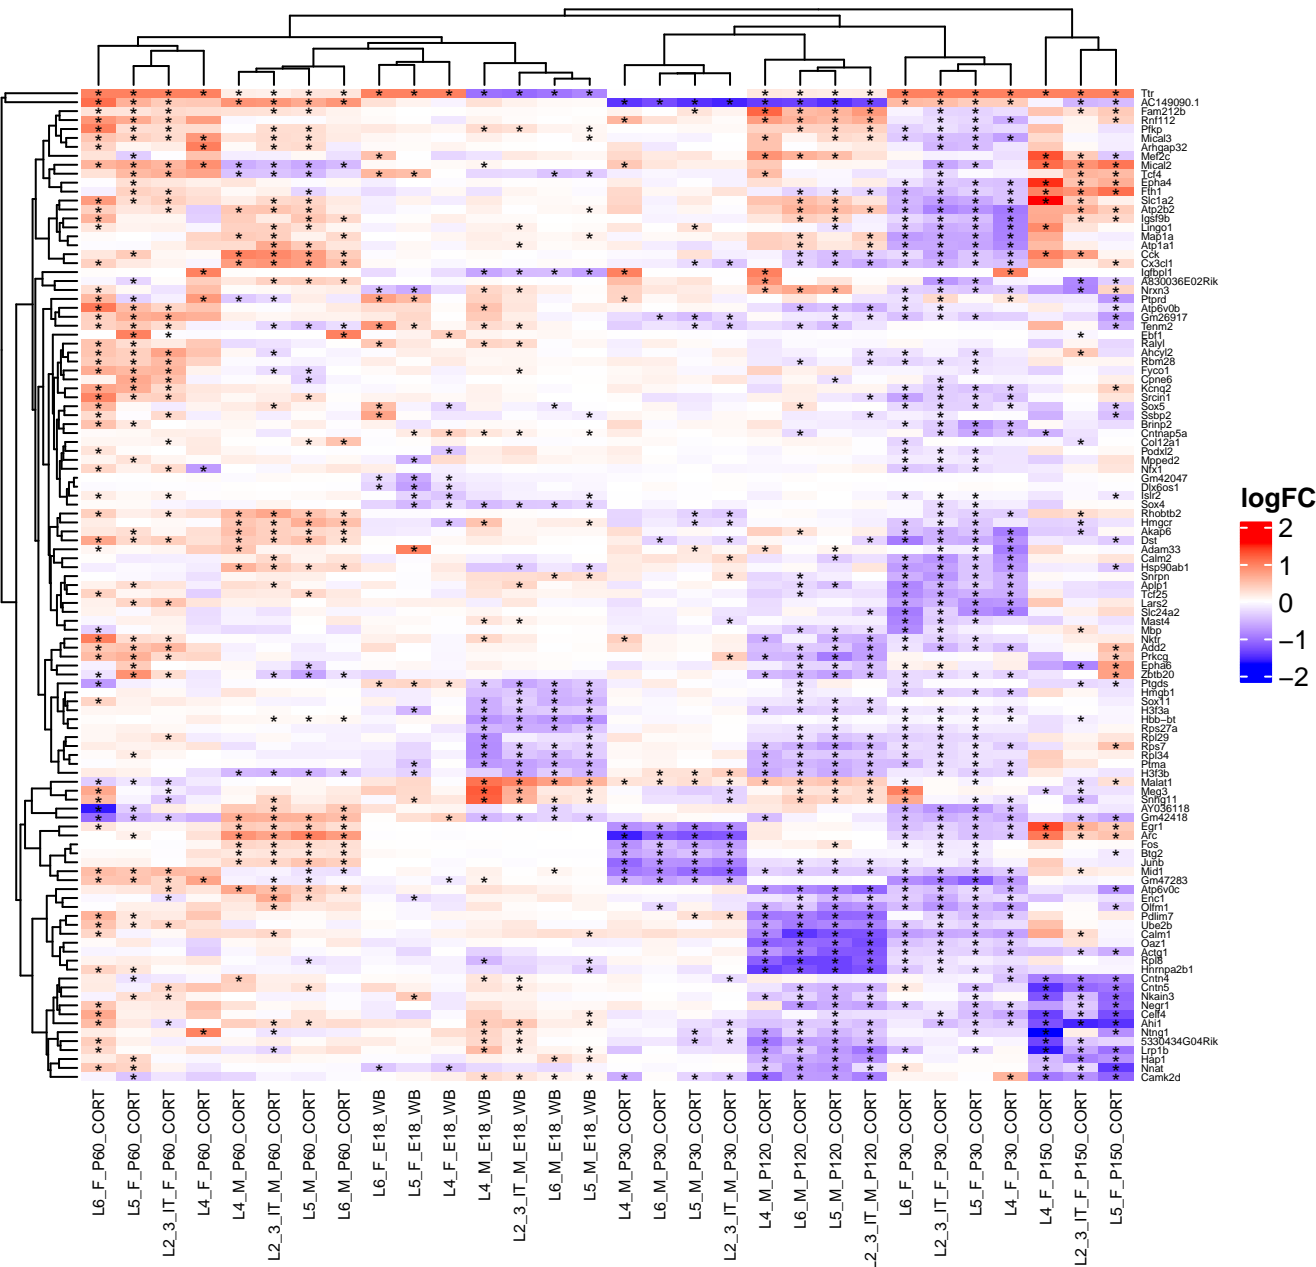 Ttr
AC149090.1
Fam212b
Rnf112
Pfkp
Mical3
Arhgap32
Mef2c
Mical2
Tcf4
Epha4
Fth1
Slc1a2
Atp2b2
Igsf9b
Lingo1
Map1a
Atp1a1
Cck
Cx3cl1
Igfbpl1
A830036E02Rik
Nrxn3
Ptprd
Atp6v0b
Gm26917
Tenm2
Ebf1
Ralyl
Ahcyl2
Rbm28
Fyco1
Cpne6
Kcnq2
Srcin1
Sox5
Ssbp2
Brinp2
Cntnap5a
Col12a1
Podxl2
Mpped2
Nfx1
Gm42047
Dlx6os1
Islr2
Sox4
Rhobtb2
Hmgcr
Akap6
Dst
Adam33
Calm2
Hsp90ab1
Snrpn
Aplp1
Tcf25
Lars2
Slc24a2
Mast4
Mbp
Nktr
Add2
Prkcg
Epha6
Zbtb20
Ptgds
Hmgb1
Sox11
H3f3a
Hbb−bt
Rps27a
Rpl29
Rps7
Rpl34
Ptma
H3f3b
Malat1
Meg3
Snhg11
AY036118
Gm42418
Egr1
Arc
Fos
Btg2
Junb
Mid1
Gm47283
Atp6v0c
Enc1
Olfm1
Pdlim7
Ube2b
Calm1
Oaz1
Actg1
Rpl8
Hnrnpa2b1
Cntn4
Cntn5
Nkain3
Negr1
Celf4
Ahi1
Ntng1
5330434G04Rik
Lrp1b
Hap1
Nnat
Camk2d
L6_F_P60_CORT
L5_F_P60_CORT
L2_3_IT_F_P60_CORT
L4_F_P60_CORT
L4_M_P60_CORT
L2_3_IT_M_P60_CORT
L5_M_P60_CORT
L6_M_P60_CORT
L6_F_E18_WB
L5_F_E18_WB
L4_F_E18_WB
L4_M_E18_WB
L2_3_IT_M_E18_WB
L6_M_E18_WB
L5_M_E18_WB
L4_M_P30_CORT
L6_M_P30_CORT
L5_M_P30_CORT
L2_3_IT_M_P30_CORT
L4_M_P120_CORT
L6_M_P120_CORT
L5_M_P120_CORT
L2_3_IT_M_P120_CORT
L6_F_P30_CORT
L2_3_IT_F_P30_CORT
L5_F_P30_CORT
L4_F_P30_CORT
L4_F_P150_CORT
L2_3_IT_F_P150_CORT
L5_F_P150_CORT
logFC
2
1
0
−1
−2